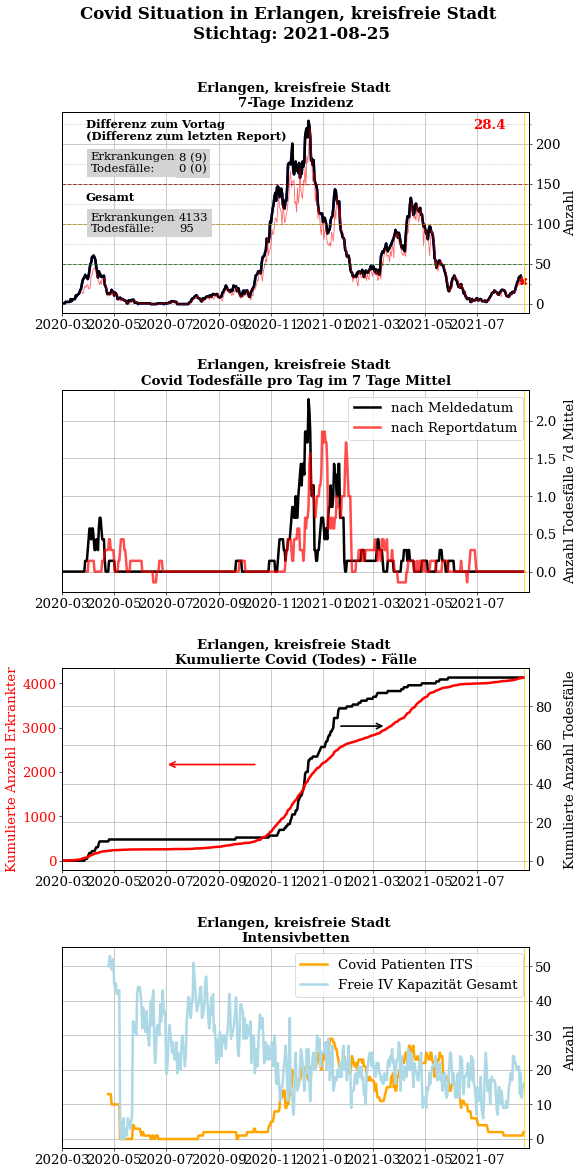 Covid Situation in Erlangen, kreisfreie Stadt
Stichtag: 2021-08-25
Erlangen, kreisfreie Stadt
7-Tage Inzidenz
Differenz zum Vortag
(Differenz zum letzten Report)
Erkrankungen 8 (9)
Todesfälle: 0 (0)
Gesamt
Erkrankungen 4133
Todesfälle: 95
28.4
200
150
100
50
0
Anzahl
2020-03 2020-05 2020-07 2020-09 2020-11 2021-01 2021-03 2021-05 2021-07
Erlangen, kreisfreie Stadt
Covid Todesfälle pro Tag im 7 Tage Mittel
nach Meldedatum
nach Reportdatum
2.0
1.5
1.0
0.5
0.0
Anzahl Todesfälle 7d Mittel
2020-03 2020-05 2020-07 2020-09 2020-11 2021-01 2021-03 2021-05 2021-07
Erlangen, kreisfreie Stadt
Kumulierte Covid (Todes) - Fälle
Kumulierte Anzahl Erkrankter
4000
3000
2000
1000
0
80
60
40
20
0
Kumulierte Anzahl Todesfälle
2020-03 2020-05 2020-07 2020-09 2020-11 2021-01 2021-03 2021-05 2021-07
Erlangen, kreisfreie Stadt
Intensivbetten
Covid Patienten ITS
Freie IV Kapazität Gesamt
50
40
30
20
10
0
Anzahl
2020-03 2020-05 2020-07 2020-09 2020-11 2021-01 2021-03 2021-05 2021-07